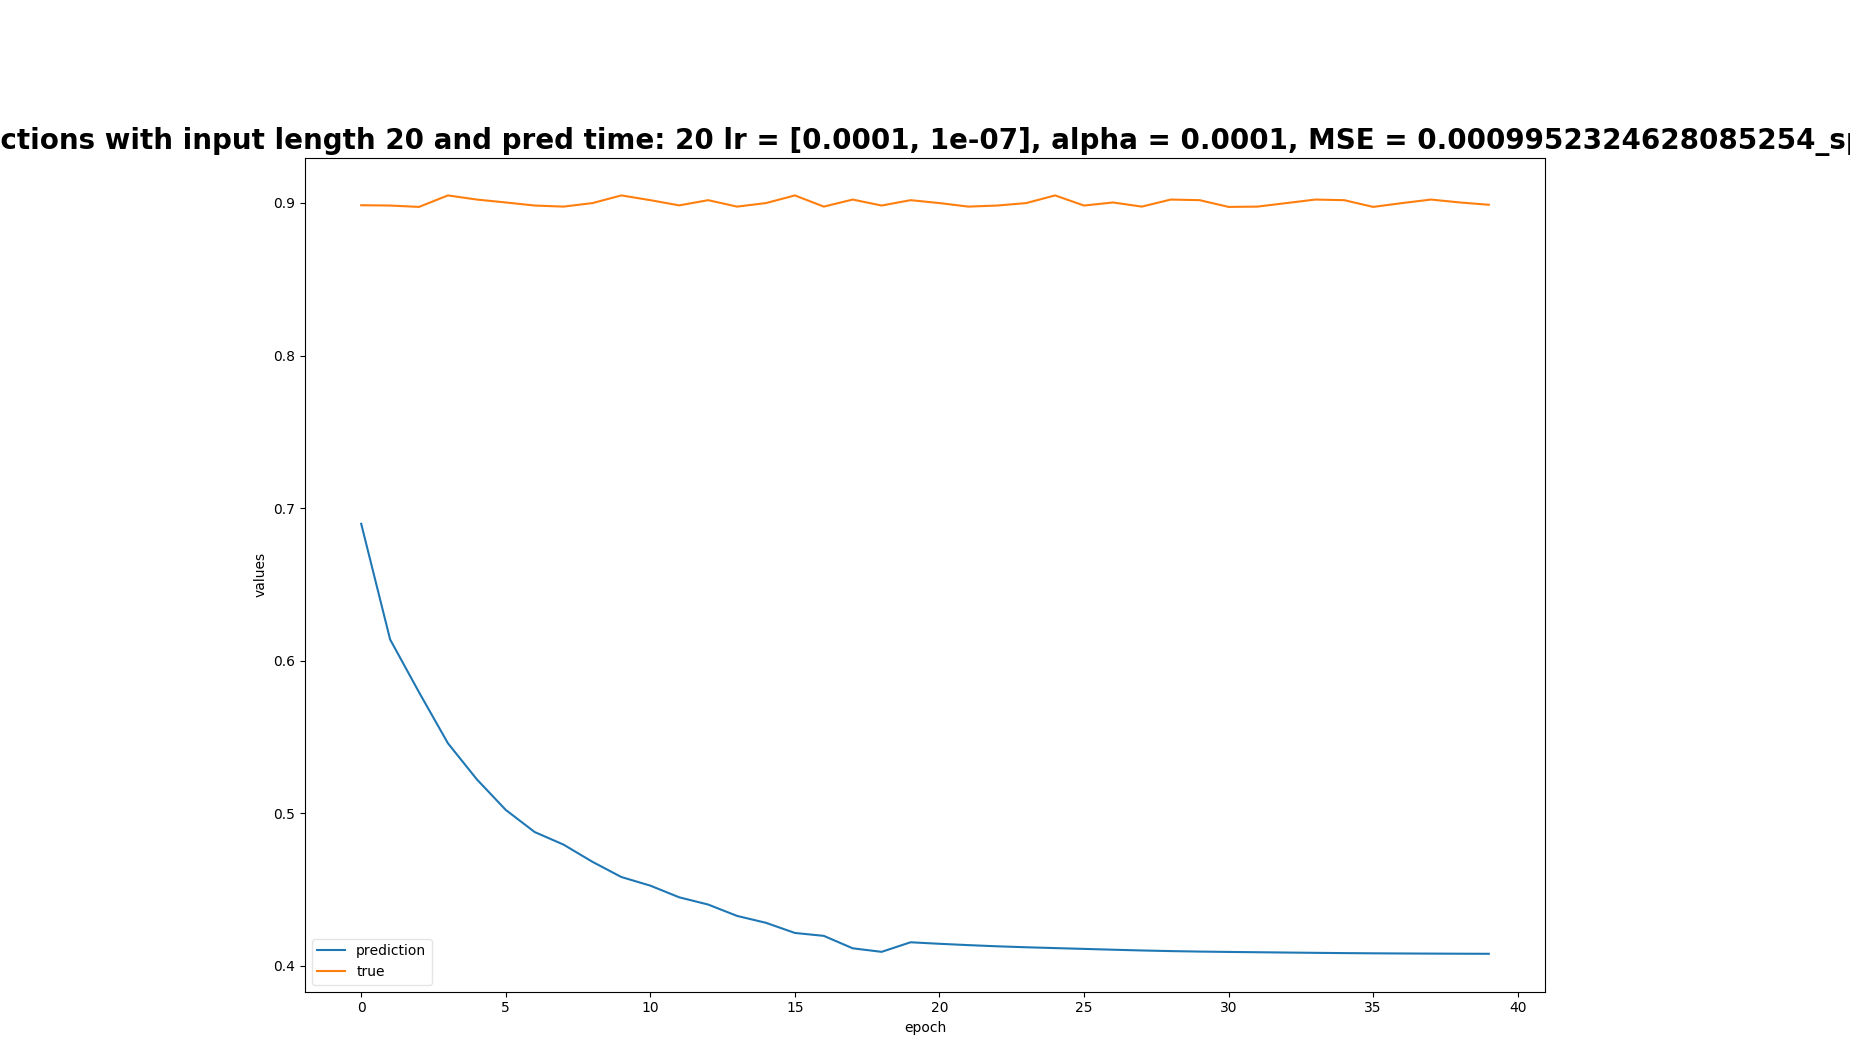 ctions with input length 20 and pred time: 20 lr = [0.0001, 1e-07], alpha = 0.0001, MSE = 0.0009952324628085254_sp
0.9
0.8
0.7
0.6
0.5
0.4
values
prediction
true
0 5 10 15 20 25 30 35 40
epoch